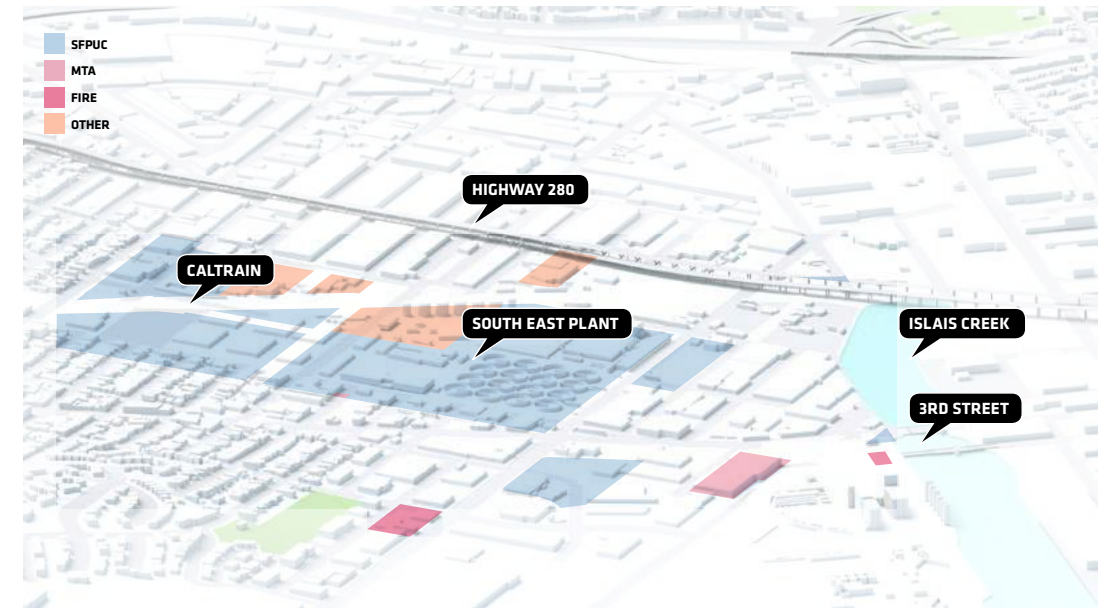 SFPUC
MTA
FIRE
OTHER
HIGHWAY 280
CALTRAIN
SOUTH EAST PLANT
ISLAIS CREEK
3RD STREET